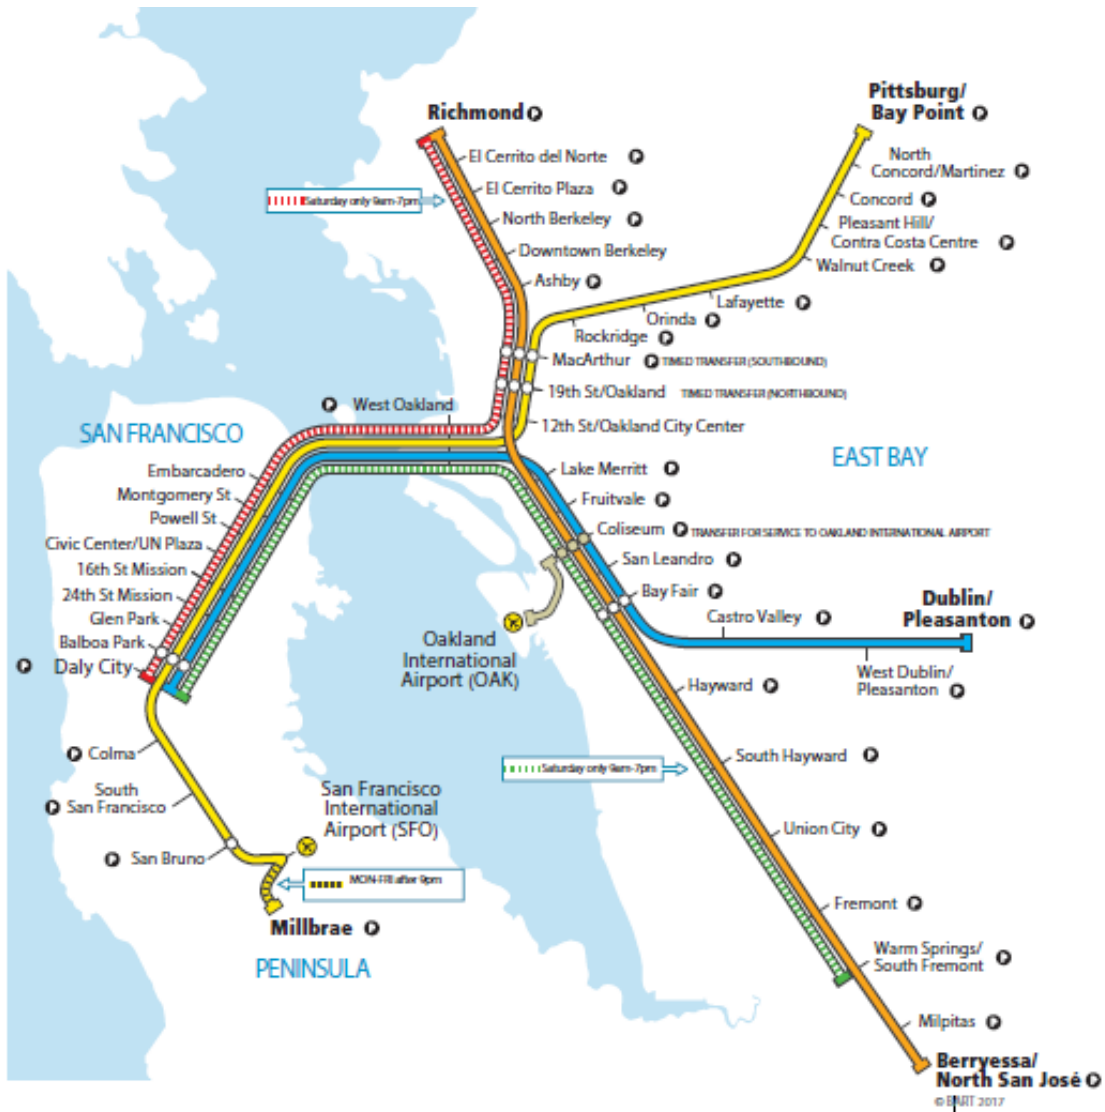 Richmond
El Cerrito del Norte
El Cerrito Plaza
Saturday only 9am-7pm
North Berkeley
Downtown Berkeley
Ashby
Pittsburg/
Bay Point
North
Concord/Martinez
Concord
Pleasant Hill/
Contra Costa Centre
Walnut Creek
Lafayette
Orinda
Rockridge
MacArthur TIMED TRANSFER (SOUTHBOUND)
19th St/Oakland TIMED TRANSFER (NORTHBOUND)
12th St/Oakland City Center
West Oakland
SAN FRANCISCO
EAST BAY
Embarcadero
Montgomery St
Powell St
Civic Center/UN Plaza
16th St Mission
24th St Mission
Glen Park
Balboa Park
Daly City
Lake Merritt
Fruitvale
Coliseum TRANSFER FOR SERVICE TO OAKLAND INTERNATIONAL AIRPORT
San Leandro
Bay Fair
Castro Valley
Dublin/
Pleasanton
West Dublin/
Pleasanton
Oakland
International
Airport (OAK)
Hayward
South Hayward
Saturday only 9am-7pm
Union City
Fremont
Warm Springs/
South Fremont
Milpitas
Berryessa/
North San José
© BART 2017
Colma
South
San Francisco
San Bruno
San Francisco
International
Airport (SFO)
MON-FRI after 9pm
Millbrae
PENINSULA